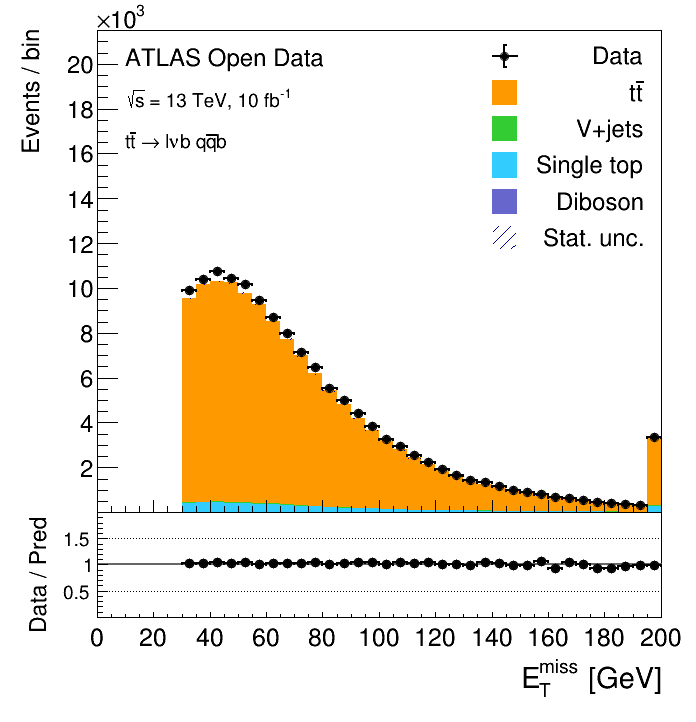 ×10³
Events / bin
20
18
16
14
12
10
8
6
4
2
ATLAS Open Data
√s = 13 TeV, 10 fb⁻¹
tt̅ → lνb qq̅b
Data
tt̅
V+jets
Single top
Diboson
Stat. unc.
Data / Pred
1.5
1
0.5
0 20 40 60 80 100 120 140 160 180 200
E_T^miss [GeV]